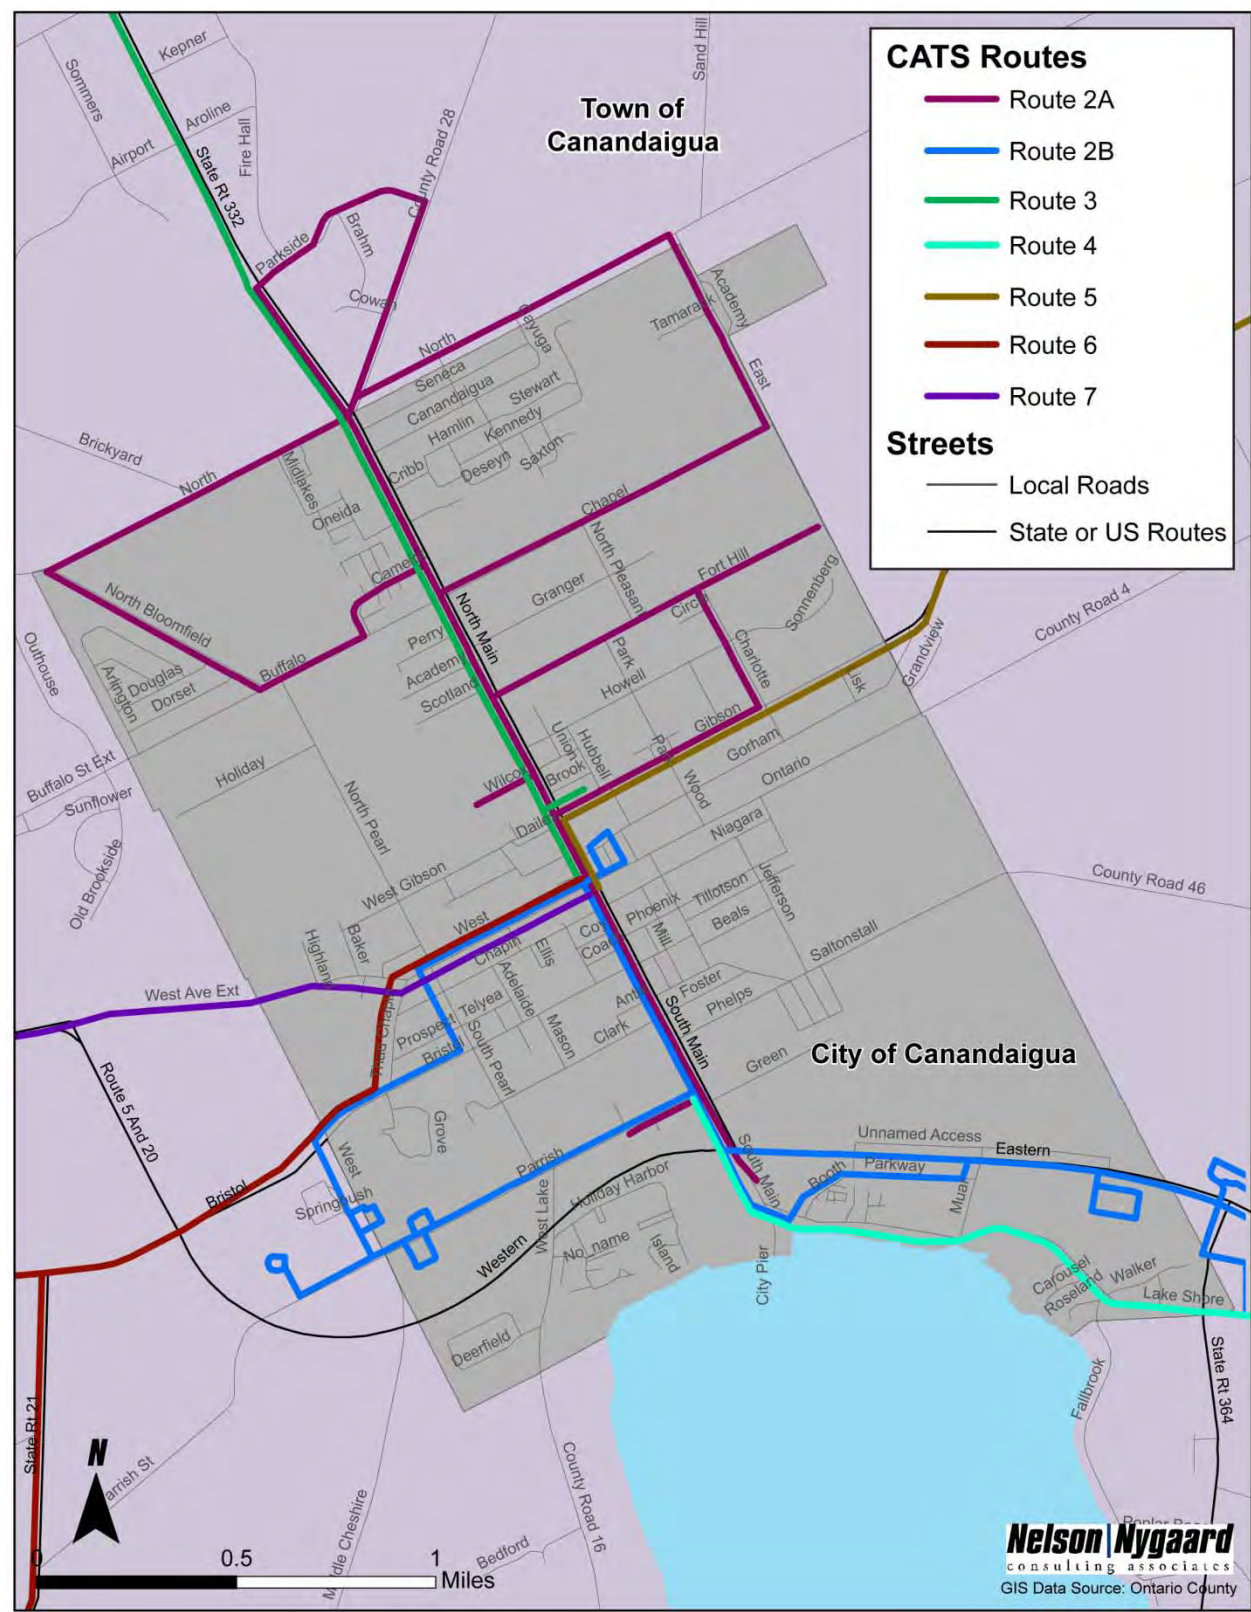 CATS Routes
Route 2A
Route 2B
Route 3
Route 4
Route 5
Route 6
Route 7
Streets
Local Roads
State or US Routes
Town of
Canandaigua
Kepner
Sommers
Aroline
Airport
Fire Hall
State Rt 332
County Road 28
Sand Hill
Parkside
Brahm
Cowan
North
Cayuga
Seneca
Canandaigua
Stewart
Hamlin
Kennedy
Cribb
Deseyn
Saxton
Tamarack
Academy
East
Brickyard
North
Midlakes
Oneida
Chapel
North Pleasant
Fort Hill
Granger
Circle
Sonnenberg
North Bloomfield
North Main
Perry
Academy
Scotland
Buffalo
Douglas
Dorset
Arlington
Outhouse
Park
Howell
Charlotte
Grandview
County Road 4
Gibson
Gorham
Ontario
Union
Hubbell
Brook
Wood
Holiday
Buffalo St Ext
Sunflower
Old Brookside
North Pearl
Niagara
West Gibson
West
Chapin
Ellis
Phoenix
Tillotson
Jefferson
Beals
Mill
County Road 46
Saltonstall
Highland
Baker
West Ave Ext
Adelaide
Telyea
Prospect
Bristol
South Pearl
Mason
Clark
Foster
Phelps
South Main
Green
City of Canandaigua
Route 5 And 20
Grove
West
Springbush
Bristol
Parrish
West Lake
Holiday Harbor
No_name
Island
Western
South Main
Booth
Unnamed Access
Eastern
Parkway
Muar
City Pier
Carousel
Roseland
Walker
Lake Shore
Deerfield
Fallbrook
State Rt 364
State Rt 21
County Road 16
Bedford
N
0 0.5 1
Miles
Nelson|Nygaard
consulting associates
GIS Data Source: Ontario County